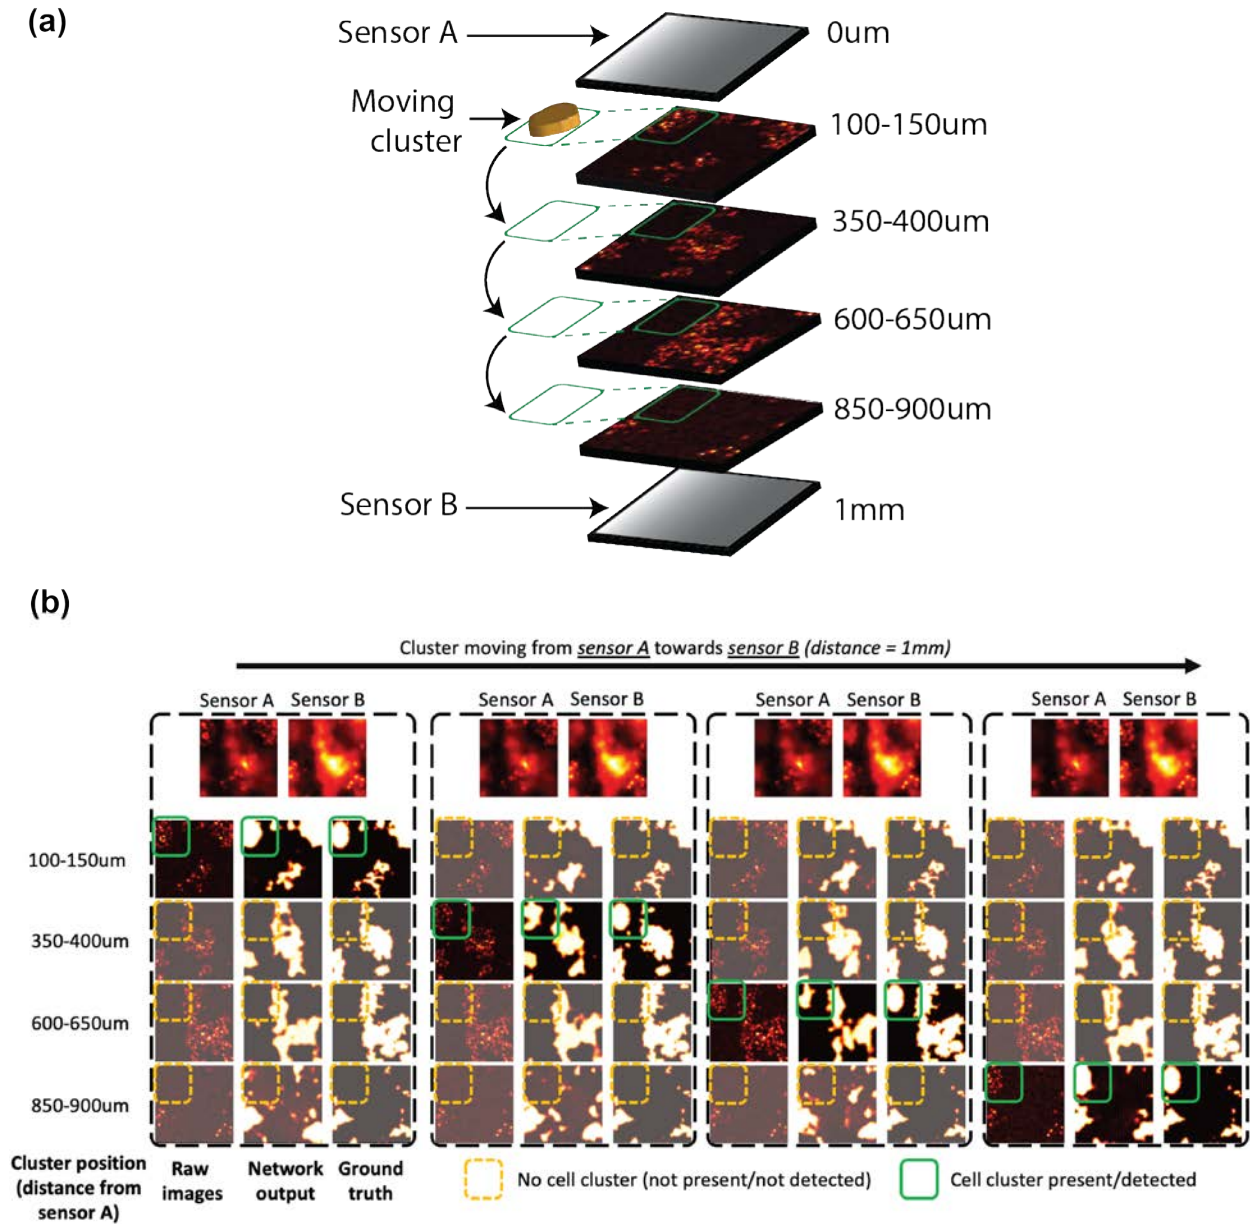 (a)
Sensor A
0um
Moving
cluster
100-150um
350-400um
600-650um
850-900um
Sensor B
1mm
(b)
Cluster moving from sensor A towards sensor B (distance = 1mm)
Sensor A Sensor B Sensor A Sensor B Sensor A Sensor B Sensor A Sensor B
100-150um
350-400um
600-650um
850-900um
Cluster position
(distance from
sensor A)
Raw
images
Network
output
Ground
truth
No cell cluster (not present/not detected)
Cell cluster present/detected